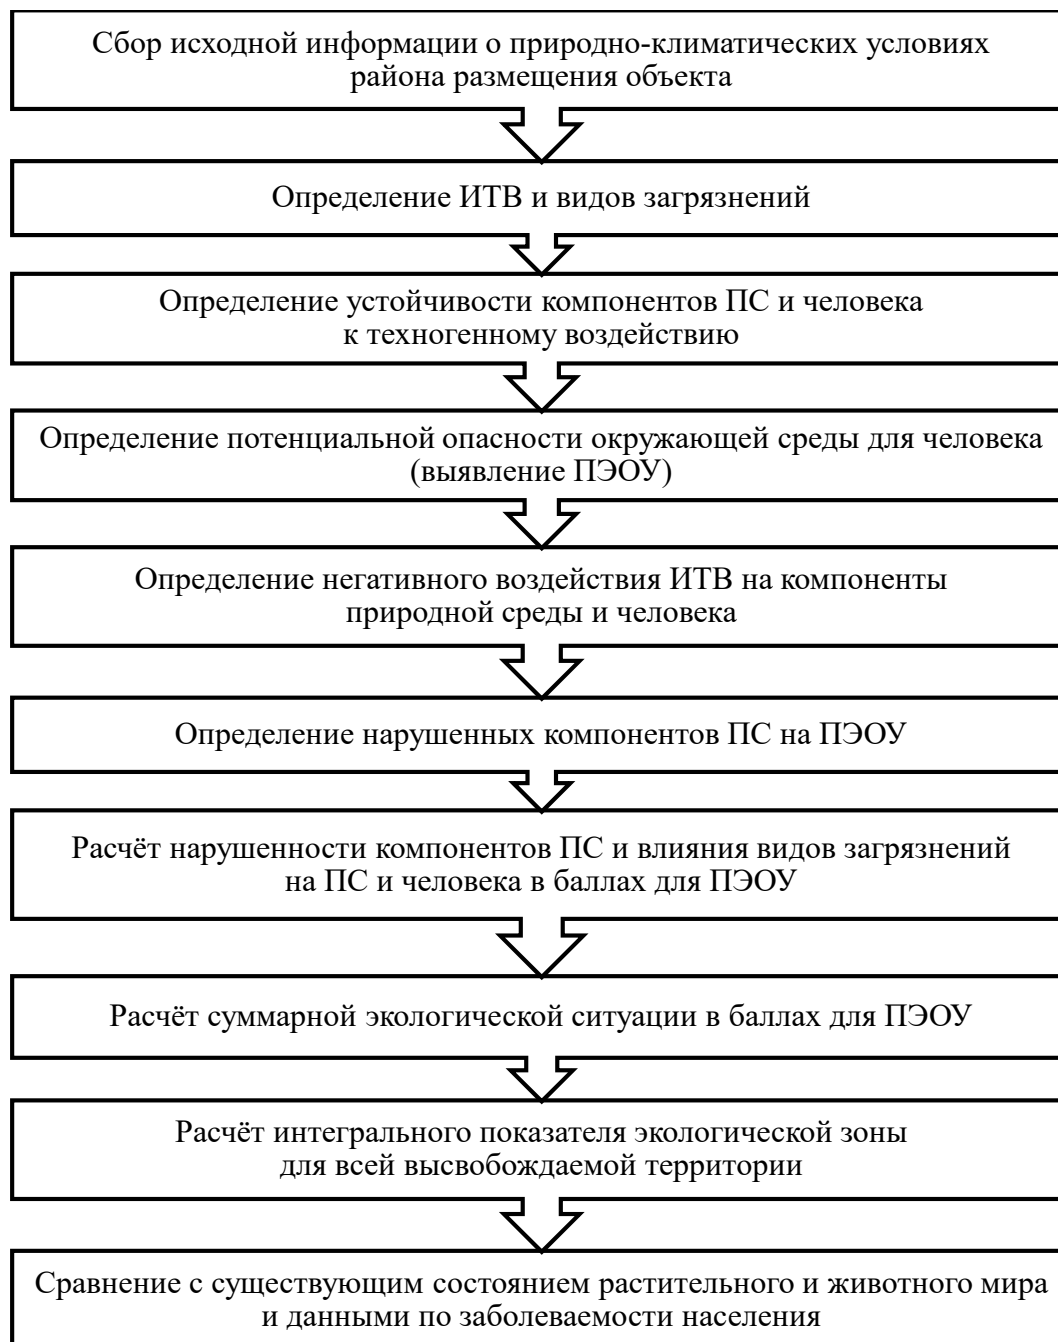 Сбор исходной информации о природно-климатических условиях
района размещения объекта
Определение ИТВ и видов загрязнений
Определение устойчивости компонентов ПС и человека
к техногенному воздействию
Определение потенциальной опасности окружающей среды для человека
(выявление ПЭОУ)
Определение негативного воздействия ИТВ на компоненты
природной среды и человека
Определение нарушенных компонентов ПС на ПЭОУ
Расчёт нарушенности компонентов ПС и влияния видов загрязнений
на ПС и человека в баллах для ПЭОУ
Расчёт суммарной экологической ситуации в баллах для ПЭОУ
Расчёт интегрального показателя экологической зоны
для всей высвобождаемой территории
Сравнение с существующим состоянием растительного и животного мира
и данными по заболеваемости населения